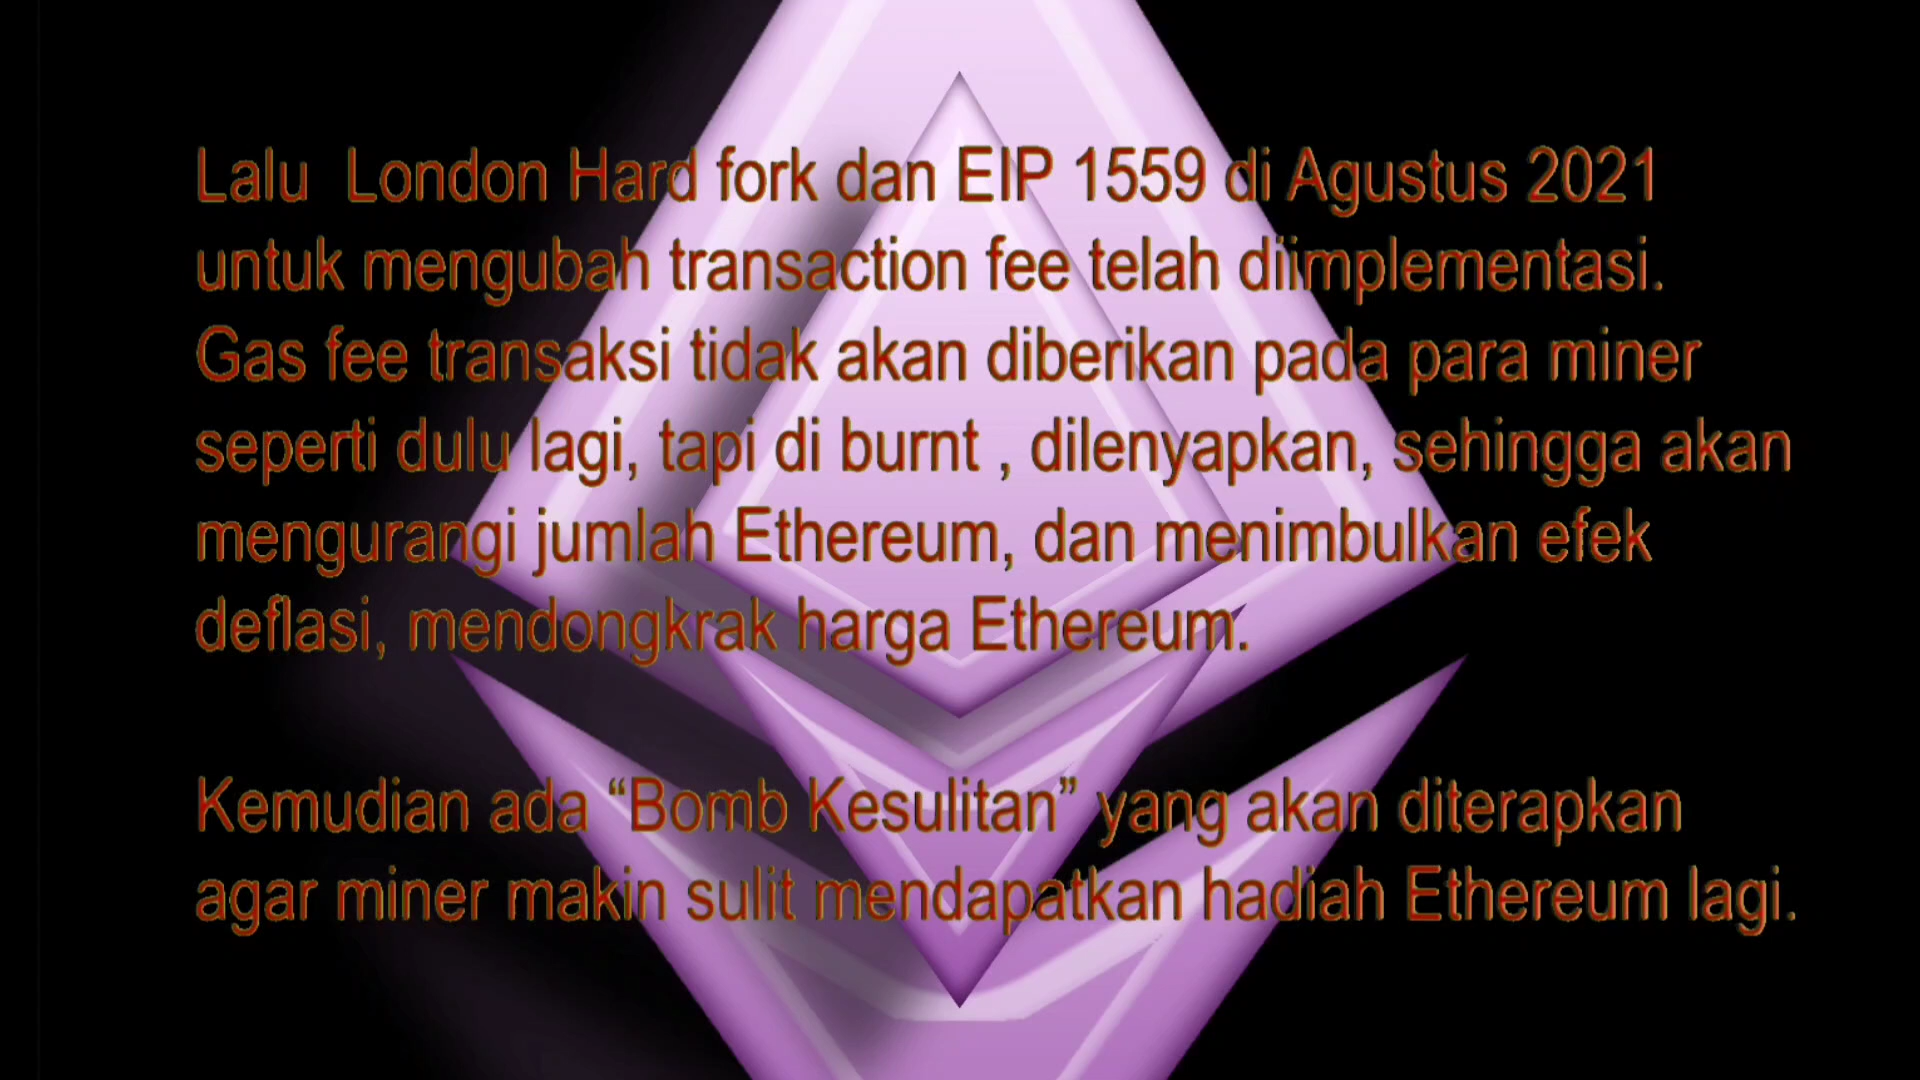 Lalu  London Hard fork dan EIP 1559 di Agustus 2021
untuk mengubah transaction fee telah diimplementasi.
Gas fee transaksi tidak akan diberikan pada para miner
seperti dulu lagi, tapi di burnt , dilenyapkan, sehingga akan
mengurangi jumlah Ethereum, dan menimbulkan efek
deflasi, mendongkrak harga Ethereum.
Kemudian ada “Bomb Kesulitan” yang akan diterapkan
agar miner makin sulit mendapatkan hadiah Ethereum lagi.